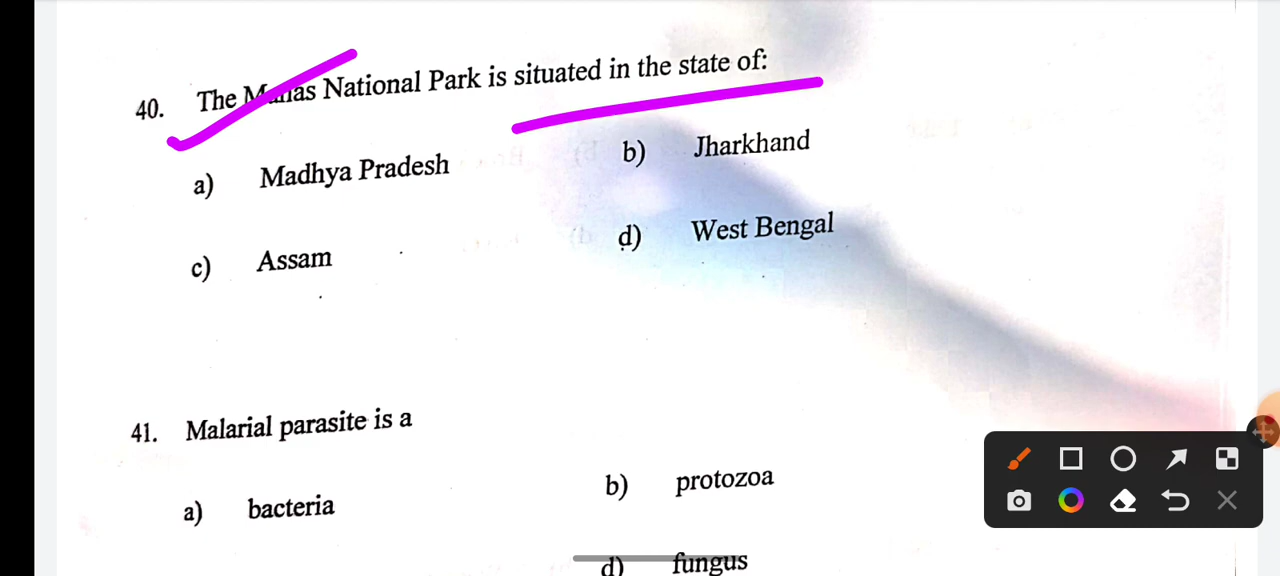 40. The Manas National Park is situated in the state of:
a) Madhya Pradesh b) Jharkhand
c) Assam d) West Bengal
41. Malarial parasite is a
a) bacteria b) protozoa
d) fungus